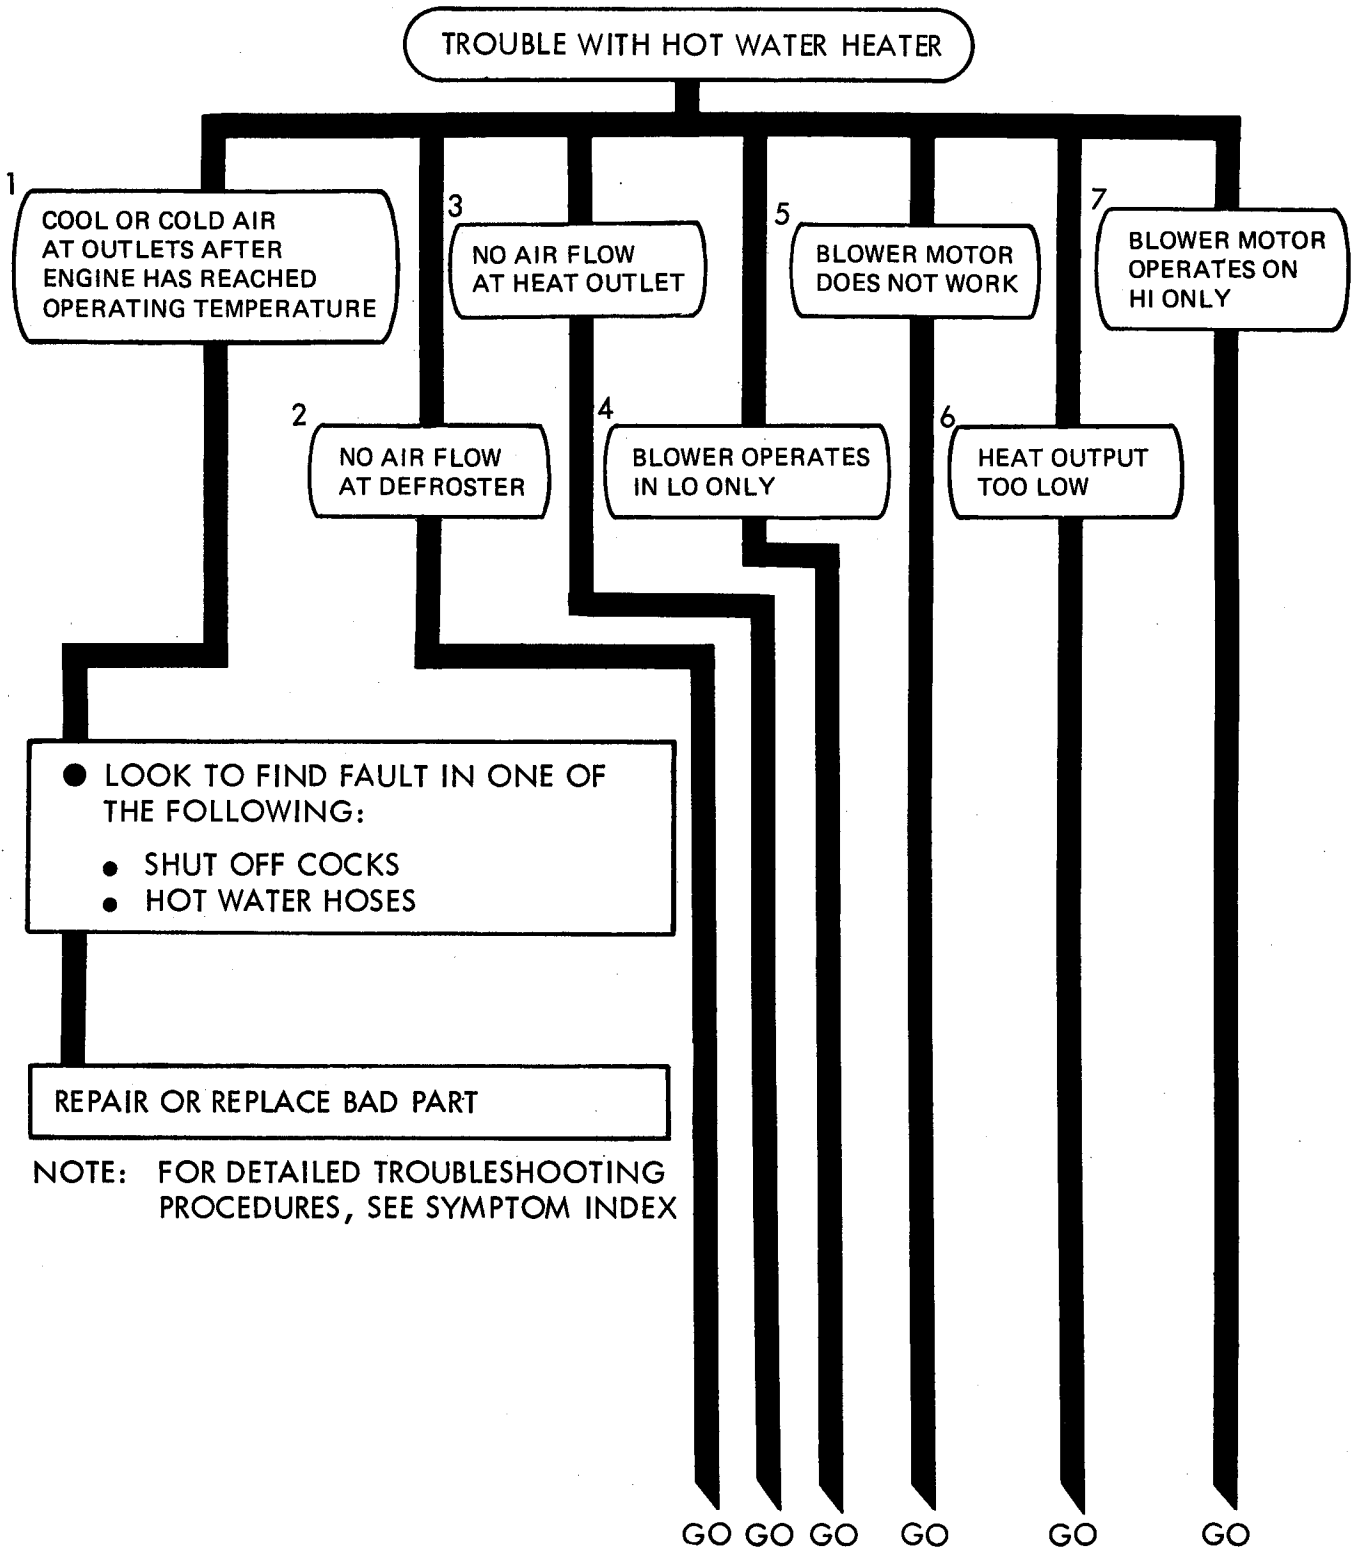 TROUBLE WITH HOT WATER HEATER
1
COOL OR COLD AIR
AT OUTLETS AFTER
ENGINE HAS REACHED
OPERATING TEMPERATURE
2
NO AIR FLOW
AT DEFROSTER
3
NO AIR FLOW
AT HEAT OUTLET
4
BLOWER OPERATES
IN LO ONLY
5
BLOWER MOTOR
DOES NOT WORK
6
HEAT OUTPUT
TOO LOW
7
BLOWER MOTOR
OPERATES ON
HI ONLY
● LOOK TO FIND FAULT IN ONE OF
THE FOLLOWING:
● SHUT OFF COCKS
● HOT WATER HOSES
REPAIR OR REPLACE BAD PART
NOTE: FOR DETAILED TROUBLESHOOTING
PROCEDURES, SEE SYMPTOM INDEX
GO GO GO GO GO GO